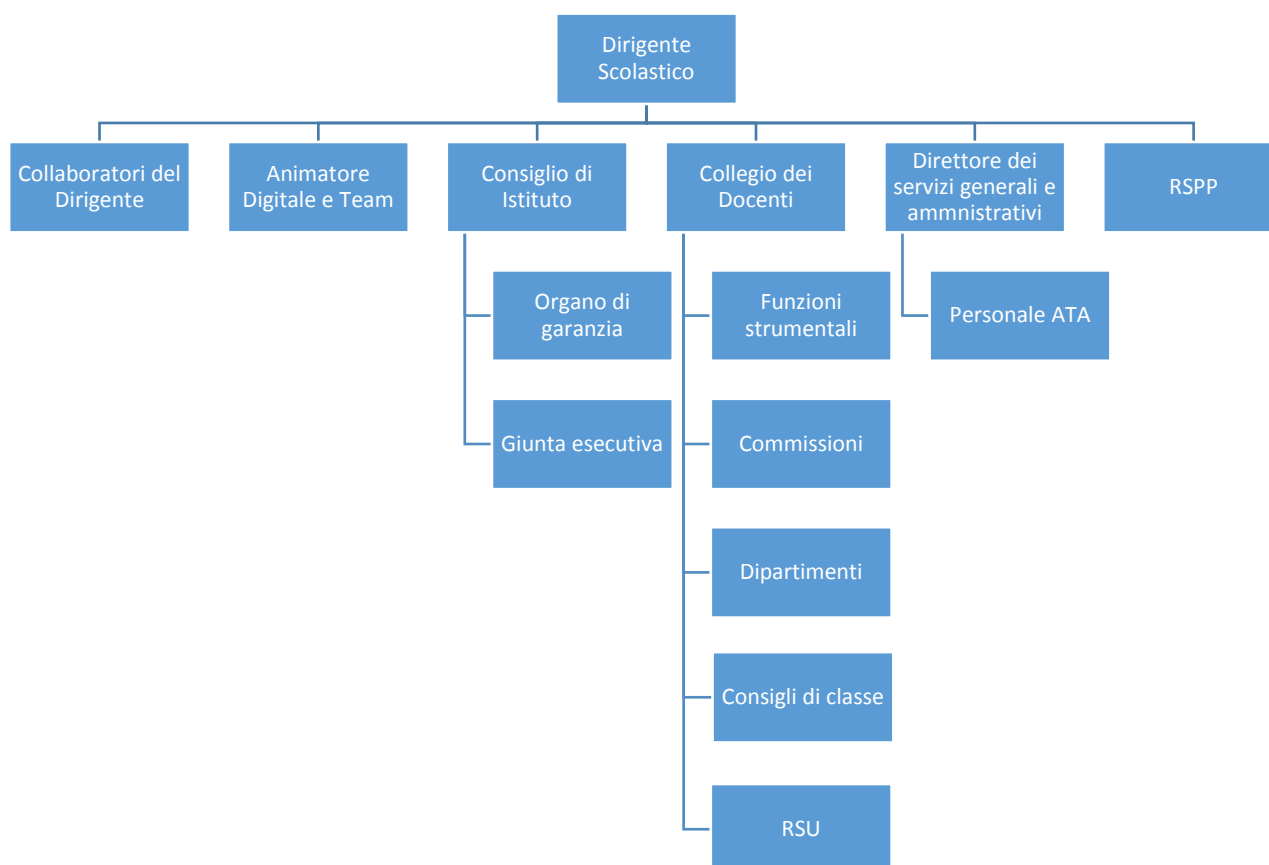 Dirigente
Scolastico
Collaboratori del
Dirigente
Animatore
Digitale e Team
Consiglio di
Istituto
Collegio dei
Docenti
Direttore dei
servizi generali e
ammnistrativi
RSPP
Organo di
garanzia
Funzioni
strumentali
Personale ATA
Giunta esecutiva
Commissioni
Dipartimenti
Consigli di classe
RSU